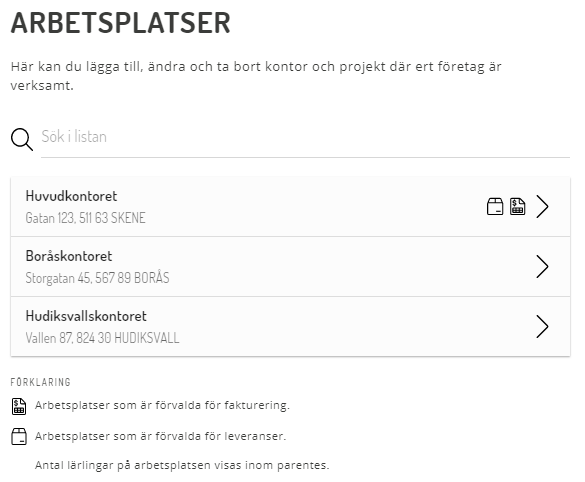 ARBETSPLATSER
Här kan du lägga till, ändra och ta bort kontor och projekt där ert företag är
verksamt.
Sök i listan
Huvudkontoret
Gatan 123, 511 63 SKENE
Boråskontoret
Storgatan 45, 567 89 BORÅS
Hudiksvallskontoret
Vallen 87, 824 30 HUDIKSVALL
FÖRKLARING
Arbetsplatser som är förvalda för fakturering.
Arbetsplatser som är förvalda för leveranser.
Antal lärlingar på arbetsplatsen visas inom parentes.